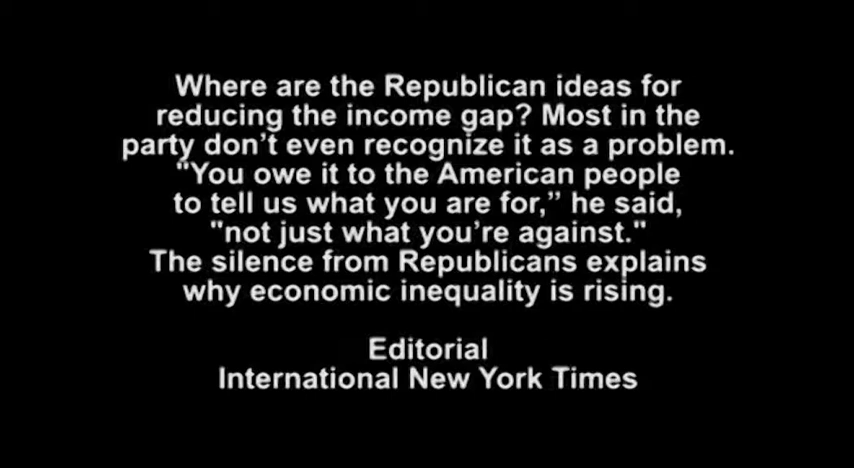 Where are the Republican ideas for
reducing the income gap? Most in the
party don't even recognize it as a problem.
"You owe it to the American people
to tell us what you are for,” he said,
"not just what you’re against."
The silence from Republicans explains
why economic inequality is rising.
Editorial
International New York Times